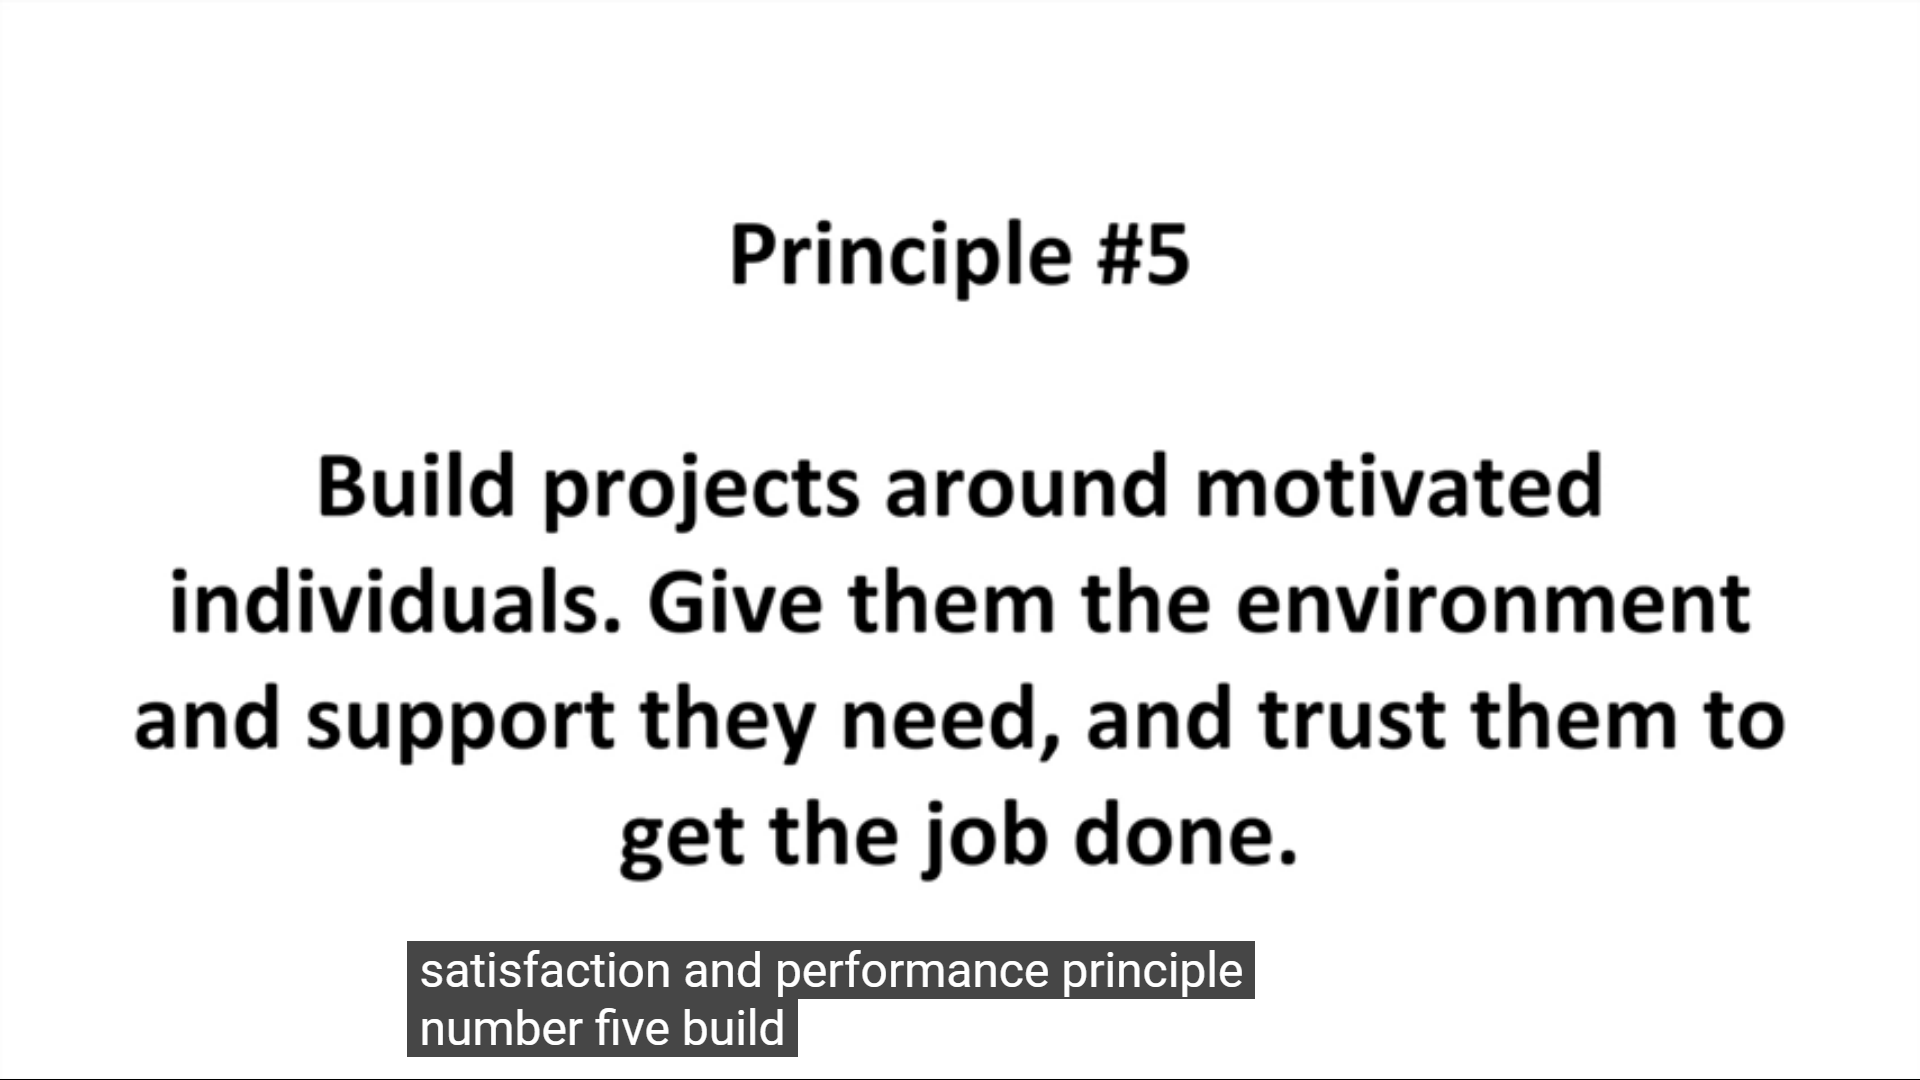 Principle #5
Build projects around motivated
individuals. Give them the environment
and support they need, and trust them to
get the job done.
satisfaction and performance principle
number five build